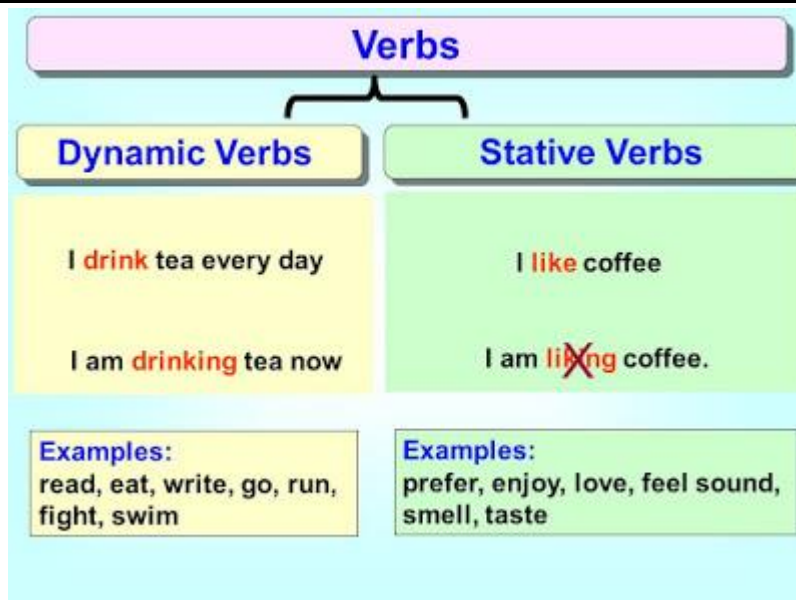 Verbs
Dynamic Verbs
Stative Verbs
I drink tea every day
I am drinking tea now
I like coffee
I am liking coffee.
Examples:
read, eat, write, go, run,
fight, swim
Examples:
prefer, enjoy, love, feel sound,
smell, taste